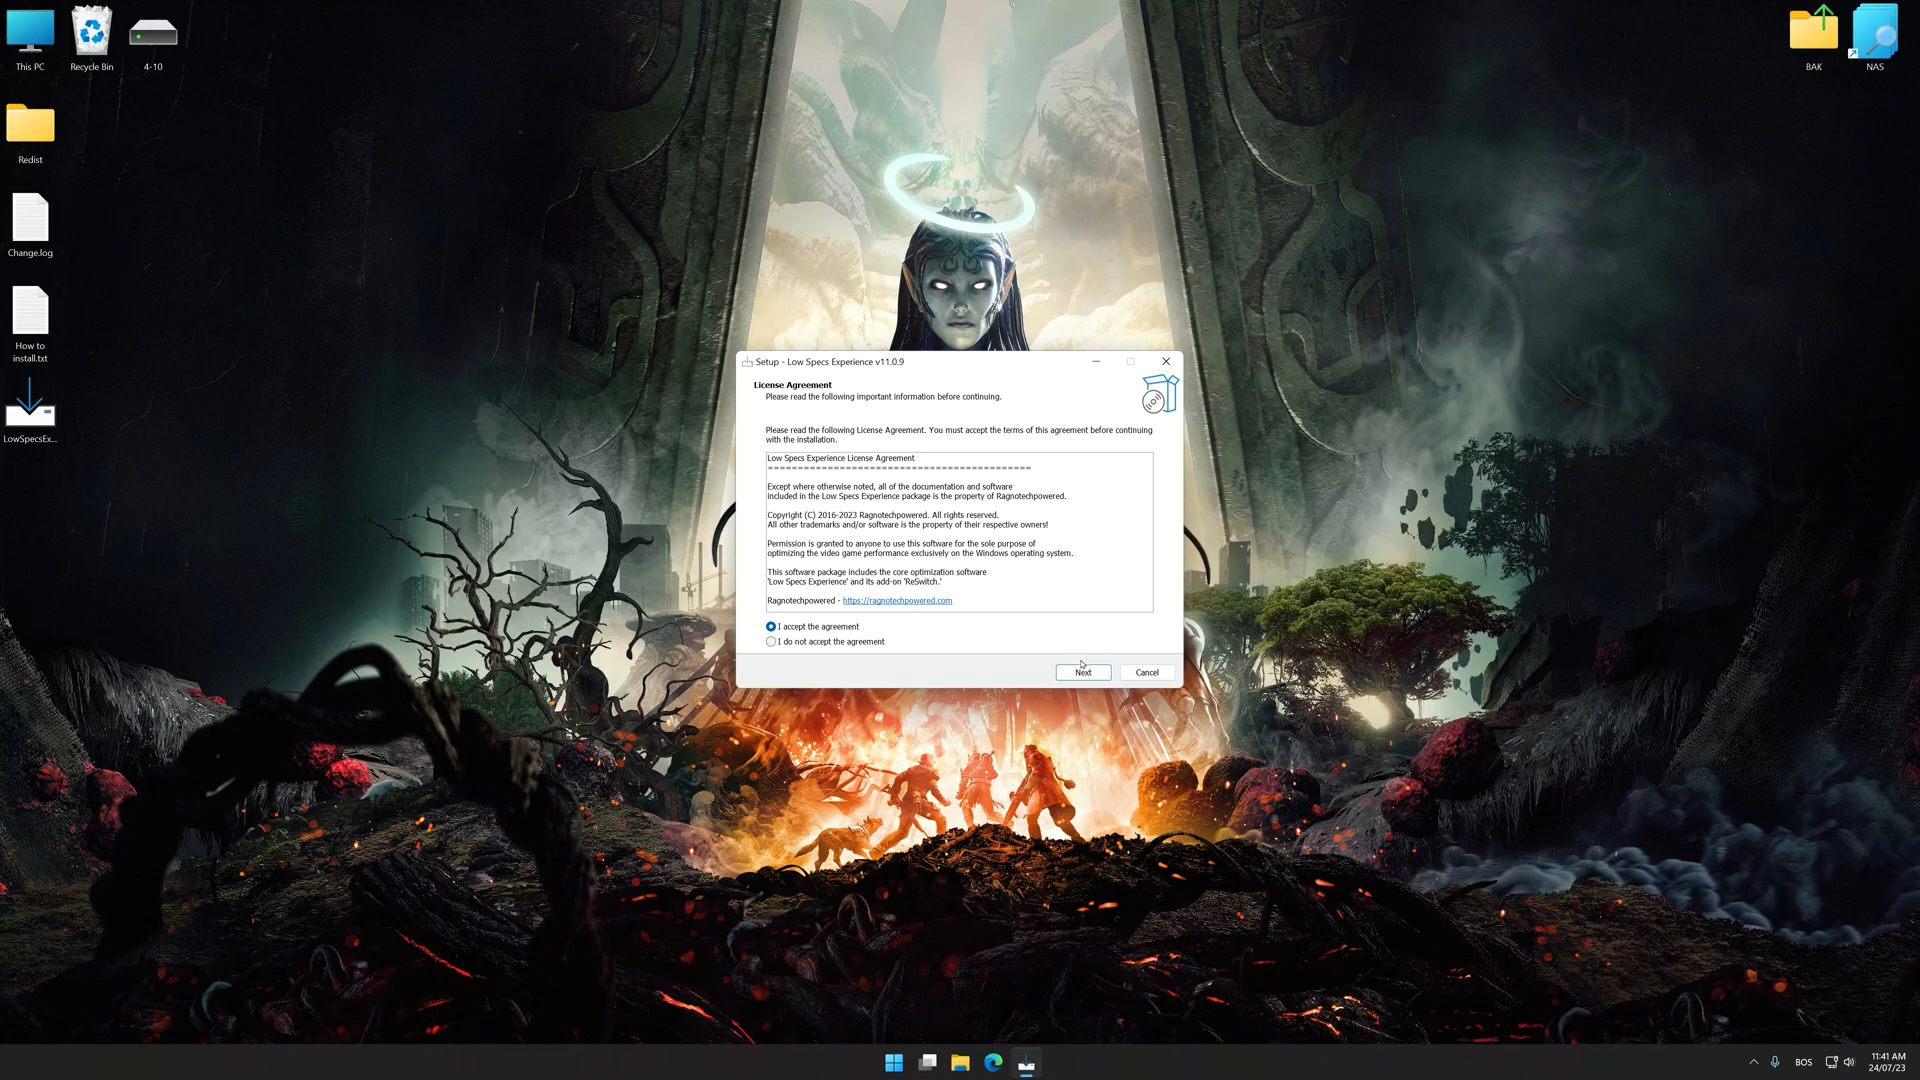 This PC
Recycle Bin
4-10
BAK
NAS
Redist
Change.log
How to
install.txt
LowSpecsEx...
Setup - Low Specs Experience v11.0.9
License Agreement
Please read the following important information before continuing.
Please read the following License Agreement. You must accept the terms of this agreement before continuing
with the installation.
Low Specs Experience License Agreement
============================================
Except where otherwise noted, all of the documentation and software
included in the Low Specs Experience package is the property of Ragnotechpowered.
Copyright (C) 2016-2023 Ragnotechpowered. All rights reserved.
All other trademarks and/or software is the property of their respective owners!
Permission is granted to anyone to use this software for the sole purpose of
optimizing the video game performance exclusively on the Windows operating system.
This software package includes the core optimization software
'Low Specs Experience' and its add-on 'ReSwitch.'
Ragnotechpowered - https://ragnotechpowered.com
I accept the agreement
I do not accept the agreement
Next
Cancel
BOS
11:41 AM
24/07/23